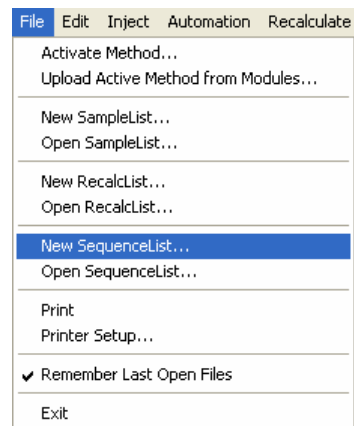 File Edit Inject Automation Recalculate
Activate Method...
Upload Active Method from Modules...
New SampleList...
Open SampleList...
New RecalcList...
Open RecalcList...
New SequenceList...
Open SequenceList...
Print
Printer Setup...
✓ Remember Last Open Files
Exit